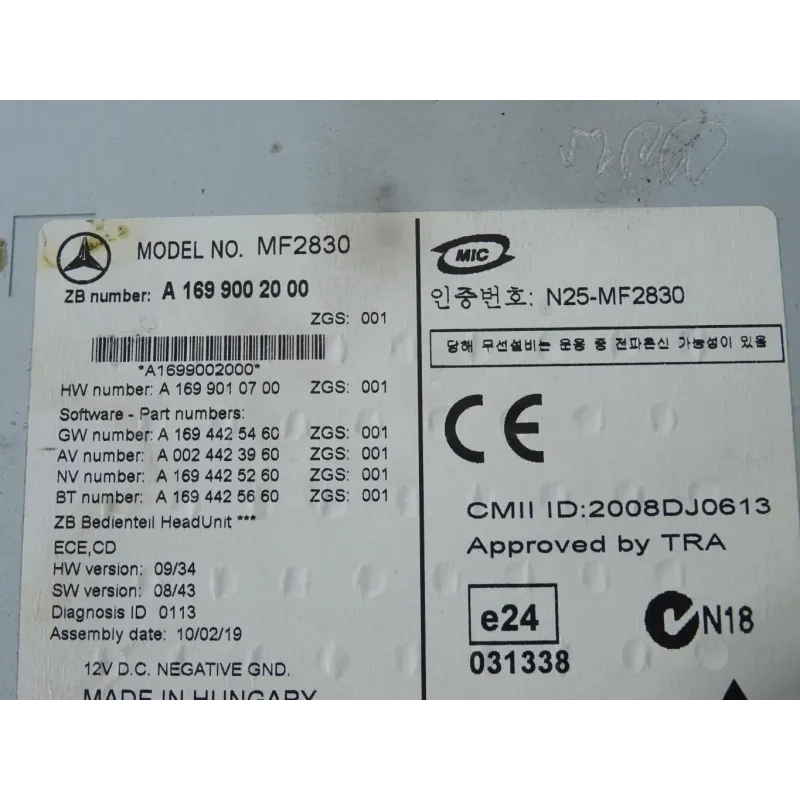 MODEL NO. MF2830
ZB number: A 169 900 20 00
ZGS: 001
*A1699002000*
HW number: A 169 901 07 00 ZGS: 001
Software - Part numbers:
GW number: A 169 442 54 60 ZGS: 001
AV number: A 002 442 39 60 ZGS: 001
NV number: A 169 442 52 60 ZGS: 001
BT number: A 169 442 56 60 ZGS: 001
ZB Bedienteil HeadUnit ***
ECE,CD
HW version: 09/34
SW version: 08/43
Diagnosis ID 0113
Assembly date: 10/02/19
12V D.C. NEGATIVE GND.
MADE IN HUNGARY
MIC
인증번호: N25-MF2830
당해 무선설비는 운용 중 전파혼신 가능성이 있음
CE
CMII ID:2008DJ0613
Approved by TRA
e24
031338
N18